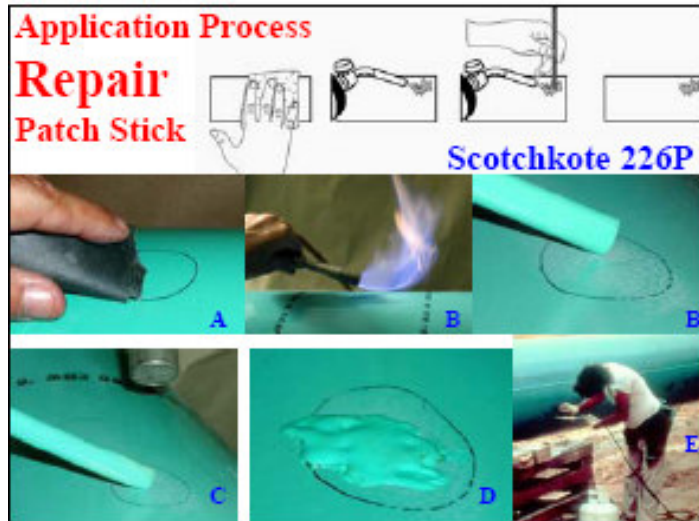 Application Process
Repair
Patch Stick
Scotchkote 226P
A
B
B
C
D
E